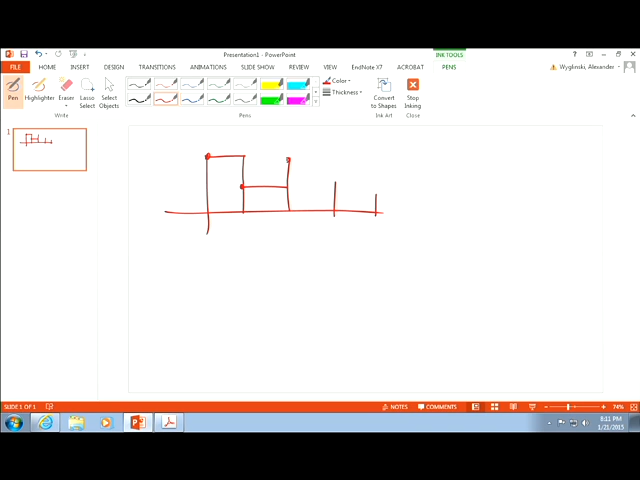 Presentation1 - PowerPoint
INK TOOLS
FILE HOME INSERT DESIGN TRANSITIONS ANIMATIONS SLIDE SHOW REVIEW VIEW EndNote X7 ACROBAT PENS
Wyglinski, Alexander
Pen Highlighter Eraser Lasso Select Select Objects
Color
Thickness
Convert to Shapes
Stop Inking
Write Pens Ink Art Close
1
SLIDE 1 OF 1
NOTES COMMENTS 74%
8:11 PM
1/21/2015